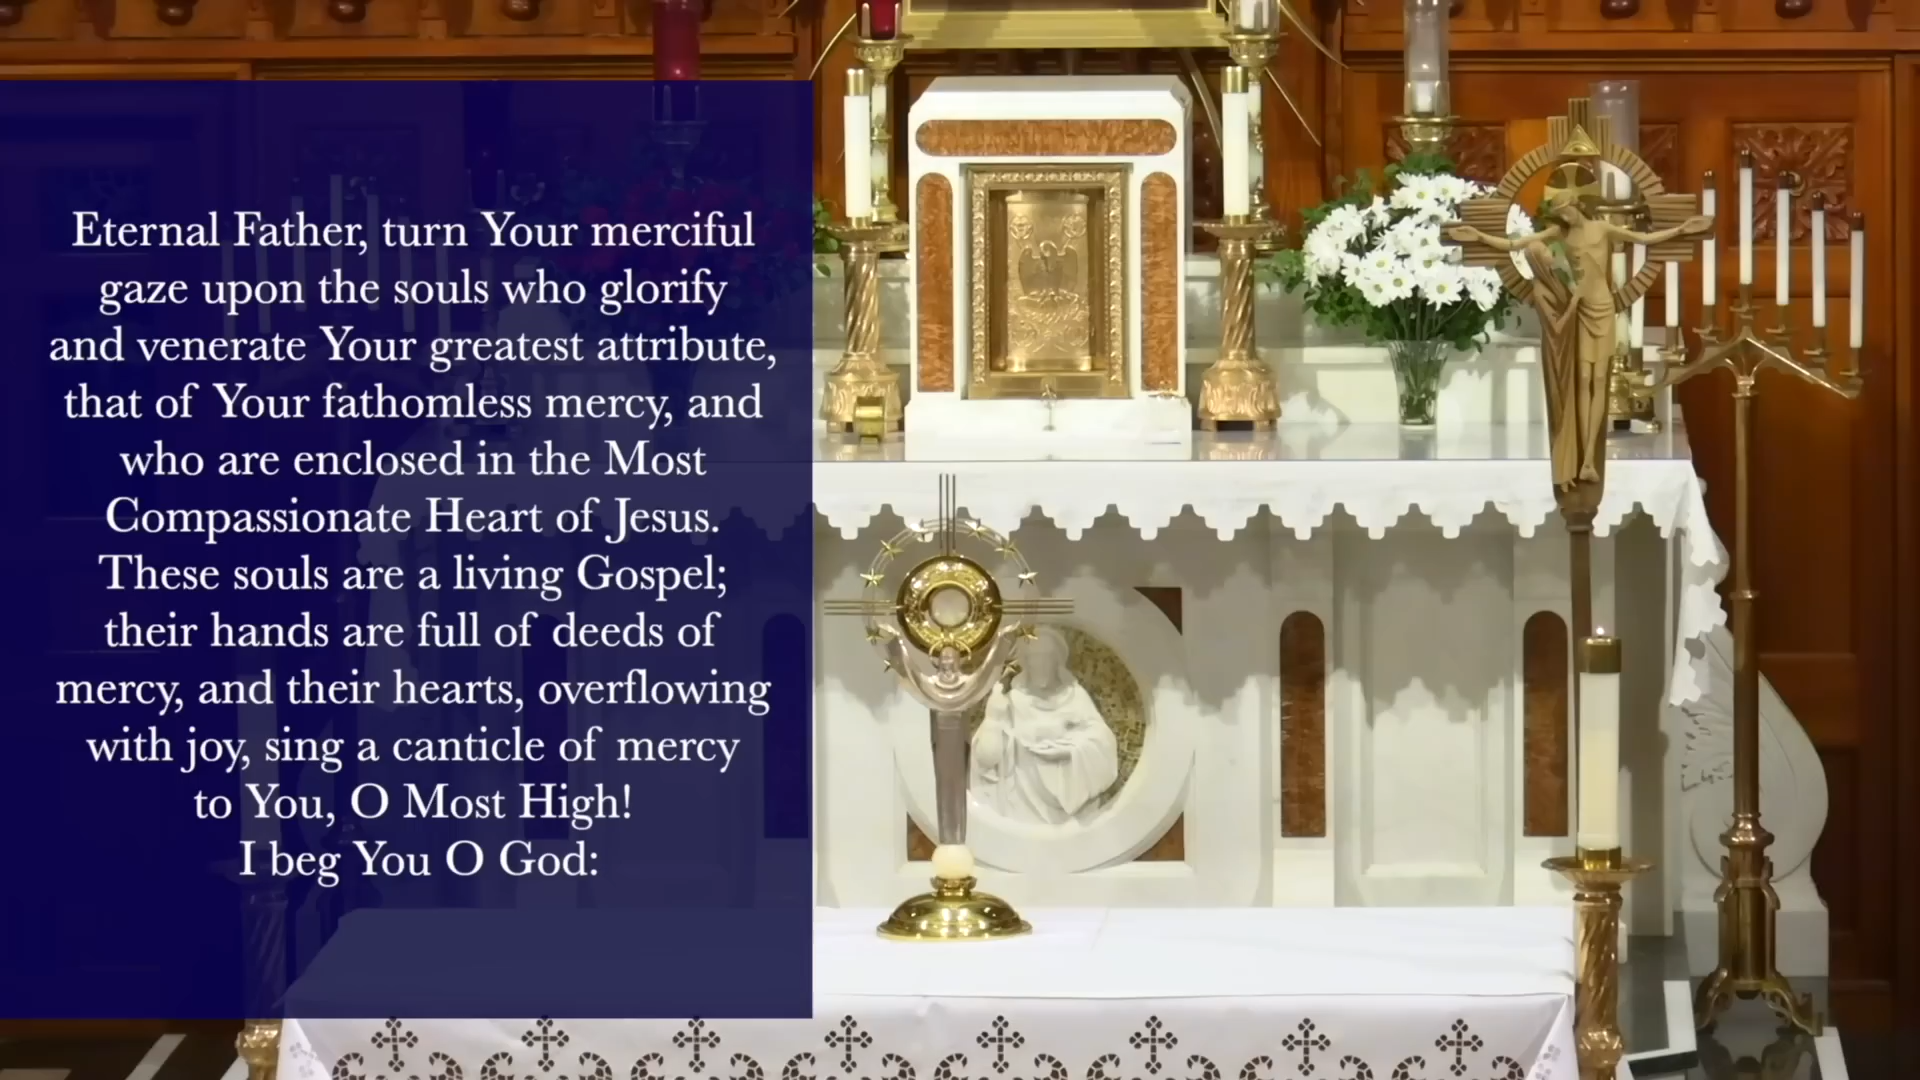 Eternal Father, turn Your merciful
gaze upon the souls who glorify
and venerate Your greatest attribute,
that of Your fathomless mercy, and
who are enclosed in the Most
Compassionate Heart of Jesus.
These souls are a living Gospel;
their hands are full of deeds of
mercy, and their hearts, overflowing
with joy, sing a canticle of mercy
to You, O Most High!
I beg You O God: